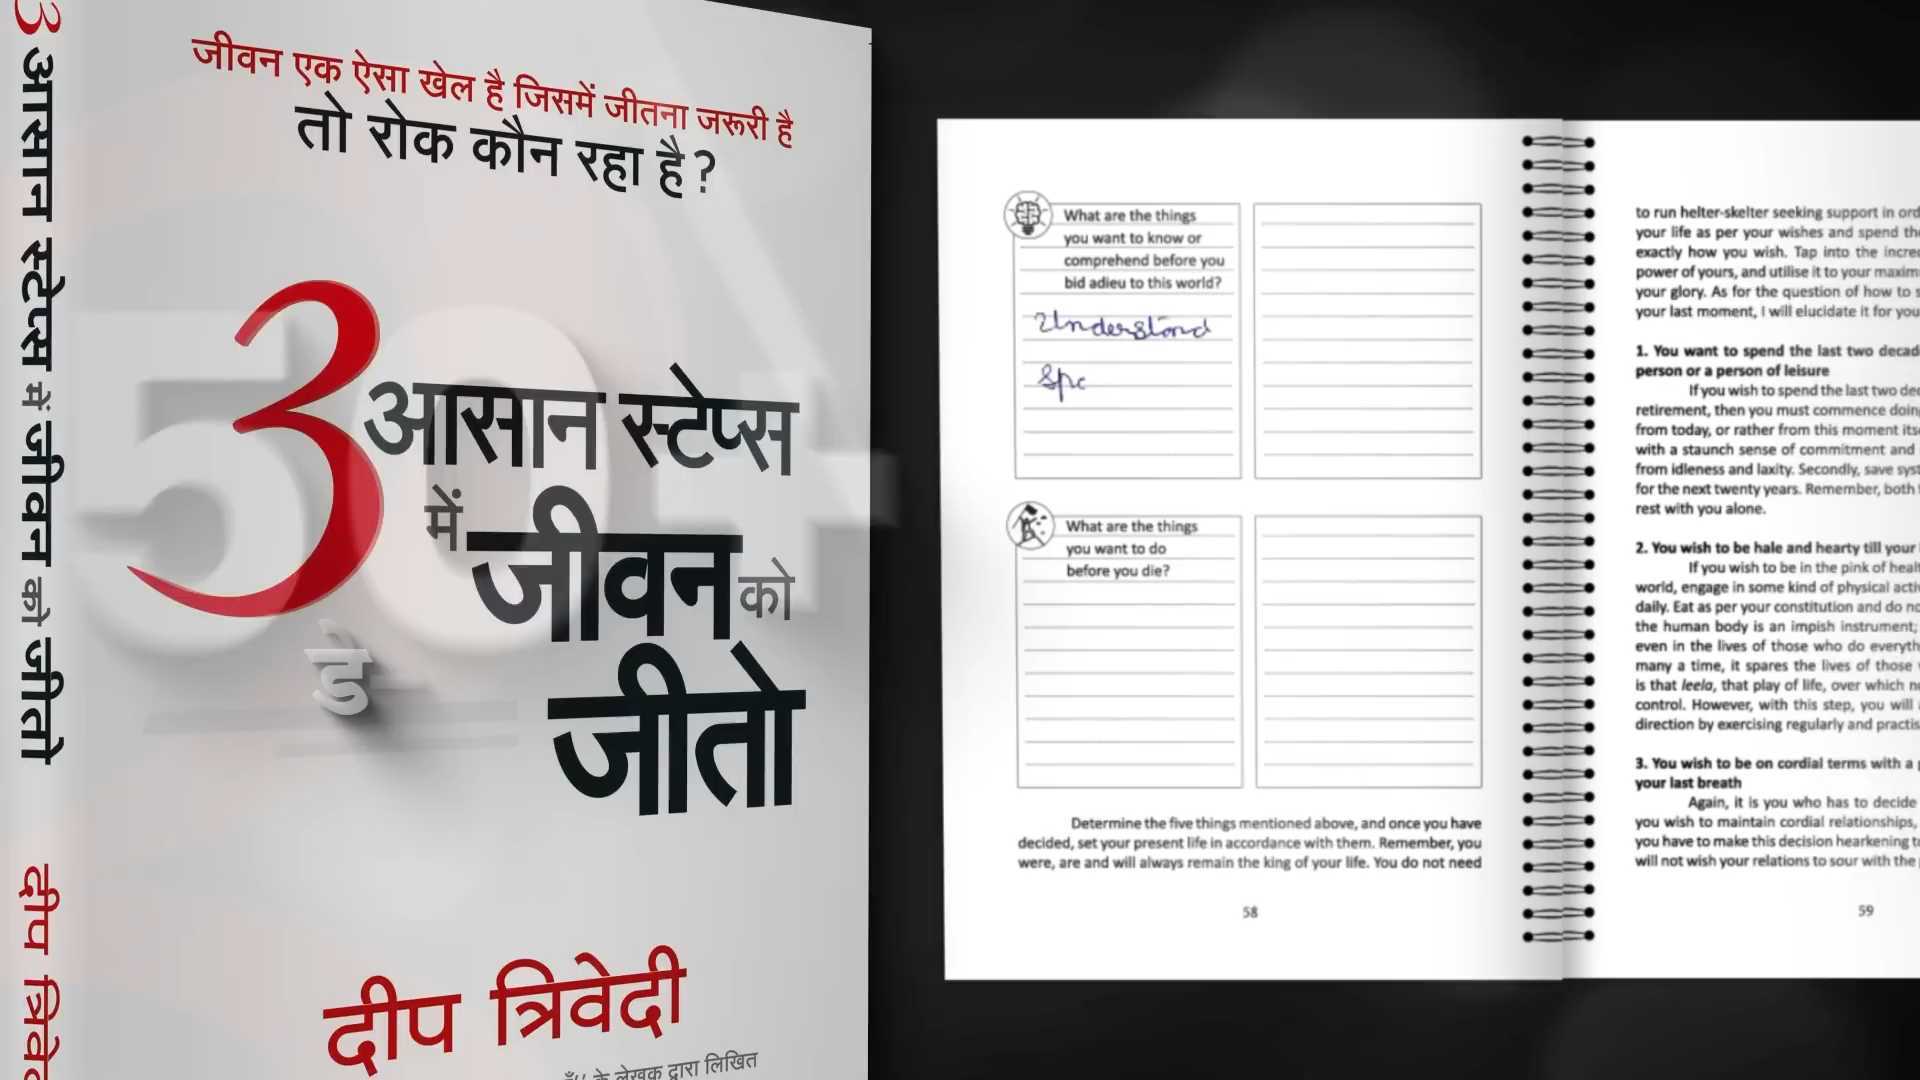 3 आसान स्टेप्स में जीवन को जीतो
दीप
जीवन एक ऐसा खेल है जिसमें जीतना जरूरी है
तो रोक कौन रहा है?
50+
3 आसान स्टेप्स
में जीवन को
जीतो
दीप त्रिवेदी
के लेखक द्वारा लिखित
What are the things
you want to know or
comprehend before you
bid adieu to this world?
Understand
Spc
What are the things
you want to do
before you die?
Determine the five things mentioned above, and once you have
decided, set your present life in accordance with them. Remember, you
were, are and will always remain the king of your life. You do not need
58
to run helter-skelter seeking support in
your life as per your wishes and spend
exactly how you wish. Tap into the
power of yours, and utilise it to your
your glory. As for the question of how to
your last moment, I will elucidate it for
1. You want to spend the last two
person or a person of leisure
If you wish to spend the last two
retirement, then you must commence
from today, or rather from this moment
with a staunch sense of commitment and
from idleness and laxity. Secondly, save
for the next twenty years. Remember, both
rest with you alone.
2. You wish to be hale and hearty till your
If you wish to be in the pink of
world, engage in some kind of physical
daily. Eat as per your constitution and do
the human body is an impish instrument;
even in the lives of those who do
many a time, it spares the lives of those
is that leela, that play of life, over which
control. However, with this step, you will
direction by exercising regularly and
3. You wish to be on cordial terms with a
your last breath
Again, it is you who has to decide
you wish to maintain cordial relationships,
you have to make this decision hearkening
will not wish your relations to sour with the
59